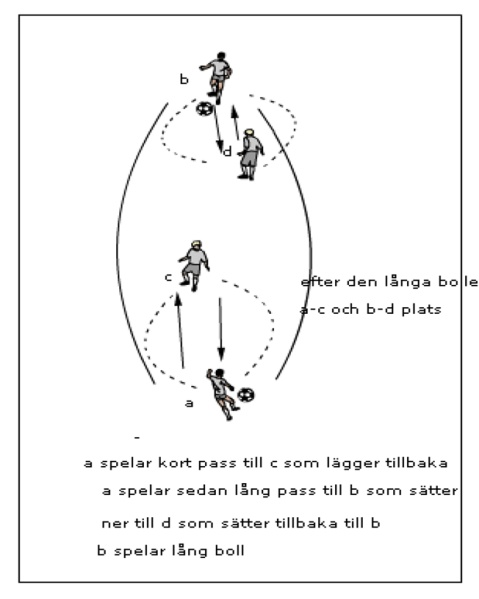 b
d
c
efter den långa bolle
a-c och b-d plats
a
-
a spelar kort pass till c som lägger tillbaka
a spelar sedan lång pass till b som sätter
ner till d som sätter tillbaka till b
b spelar lång boll